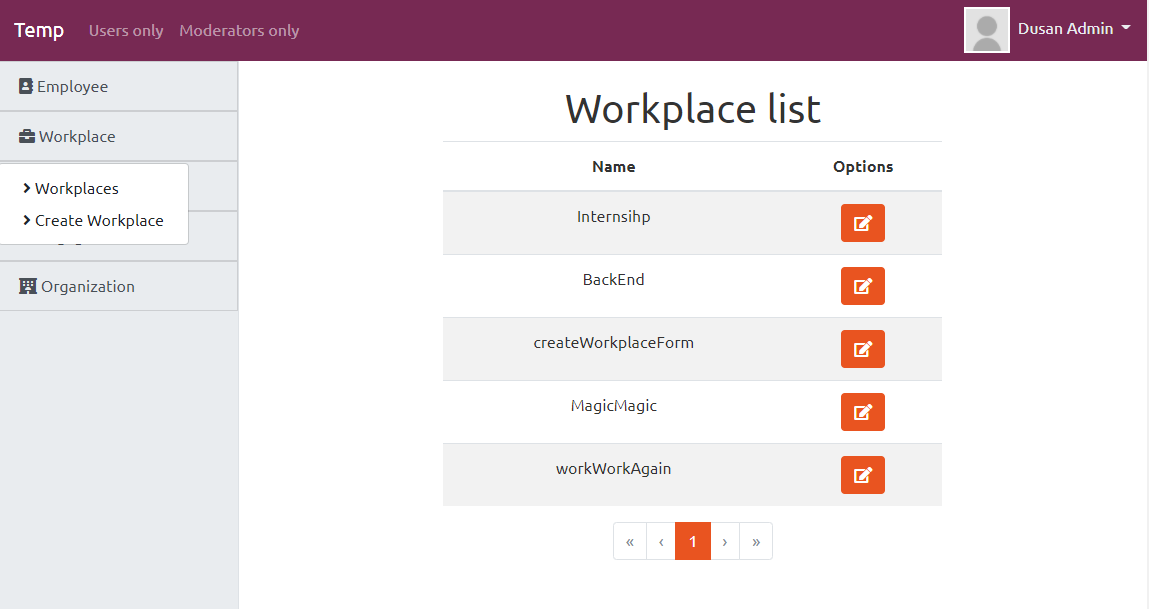 Temp Users only Moderators only Dusan Admin
Employee
Workplace
Workplaces
Create Workplace
Organization
Workplace list
Name Options
Internsihp
BackEnd
createWorkplaceForm
MagicMagic
workWorkAgain
« ‹ 1 › »